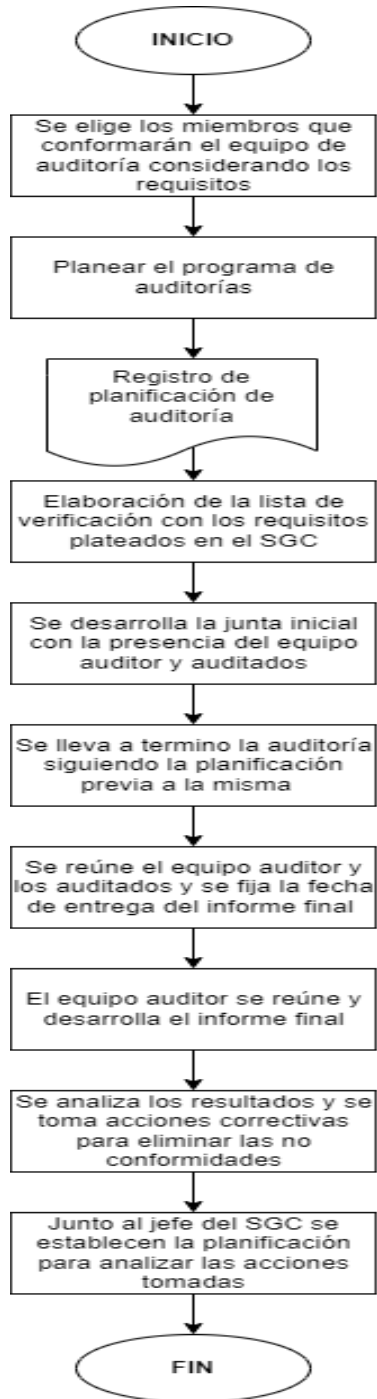 INICIO
Se elige los miembros que
conformarán el equipo de
auditoría considerando los
requisitos
Planear el programa de
auditorías
Registro de
planificación de
auditoría
Elaboración de la lista de
verificación con los requisitos
plateados en el SGC
Se desarrolla la junta inicial
con la presencia del equipo
auditor y auditados
Se lleva a termino la auditoría
siguiendo la planificación
previa a la misma
Se reúne el equipo auditor y
los auditados y se fija la fecha
de entrega del informe final
El equipo auditor se reúne y
desarrolla el informe final
Se analiza los resultados y se
toma acciones correctivas
para eliminar las no
conformidades
Junto al jefe del SGC se
establecen la planificación
para analizar las acciones
tomadas
FIN